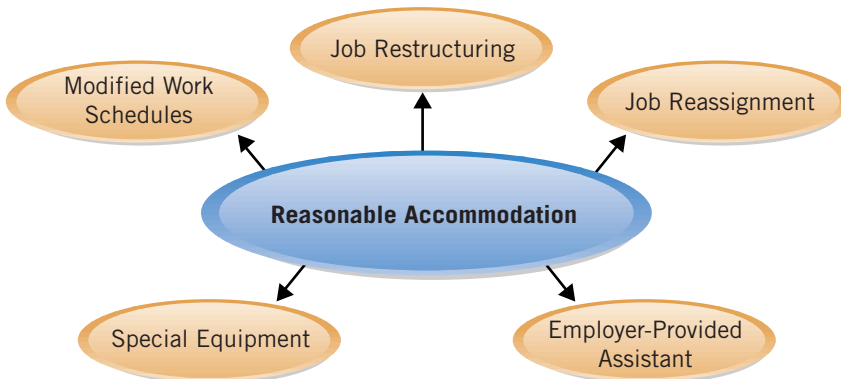 Job Restructuring
Modified Work
Schedules
Job Reassignment
Reasonable Accommodation
Special Equipment
Employer-Provided
Assistant